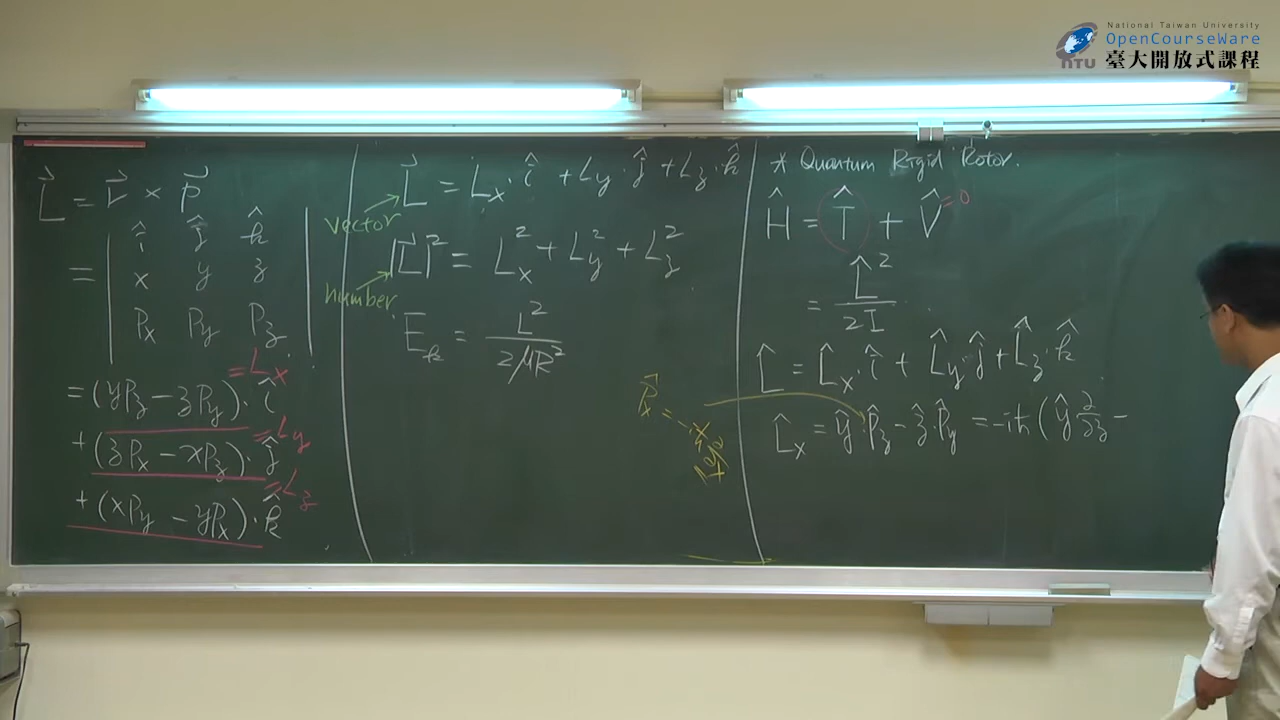 National Taiwan University
OpenCourseWare
臺大開放式課程
NTU
L⃗ = r⃗ × P⃗
= | î ĵ k̂ |
| x y z |
| Px Py Pz |
= (yPz − zPy)·î = Lx
+ (zPx − xPz)·ĵ = Ly
+ (xPy − yPx)·k̂ = Lz
L⃗ = Lx·î + Ly·ĵ + Lz·k̂
vector
|L⃗|² = Lx² + Ly² + Lz²
number
Ek = L² / 2μR²
* Quantum Rigid Rotor.
Ĥ = T̂ + V̂ = 0
= L̂² / 2I
L̂ = L̂x·î + L̂y·ĵ + L̂z·k̂
L̂x = ŷ·P̂z − ẑ·P̂y = −iħ(ŷ ∂/∂z −